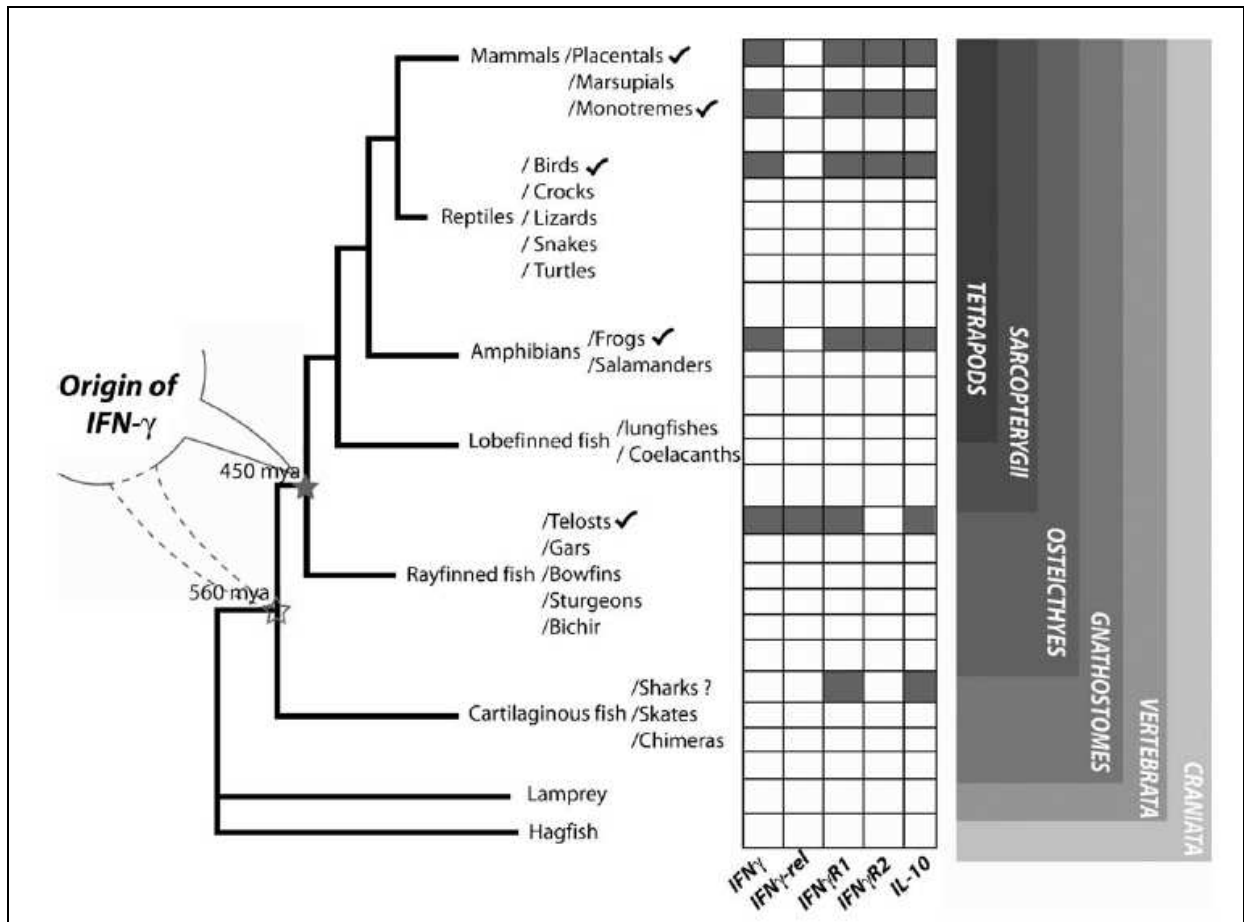 Mammals /Placentals ✓
/Marsupials
/Monotremes ✓
/ Birds ✓
/ Crocks
Reptiles / Lizards
/ Snakes
/ Turtles
Amphibians /Frogs ✓
/Salamanders
Lobefinned fish /lungfishes
/ Coelacanths
/Telosts ✓
/Gars
Rayfinned fish /Bowfins
/Sturgeons
/Bichir
/Sharks ?
Cartilaginous fish /Skates
/Chimeras
Lamprey
Hagfish
Origin of
IFN-γ
450 mya
560 mya
IFNγ
IFNγ-rel
IFNγR1
IFNγR2
IL-10
TETRAPODS
SARCOPTERYGII
OSTEICTHYES
GNATHOSTOMES
VERTEBRATA
CRANIATA